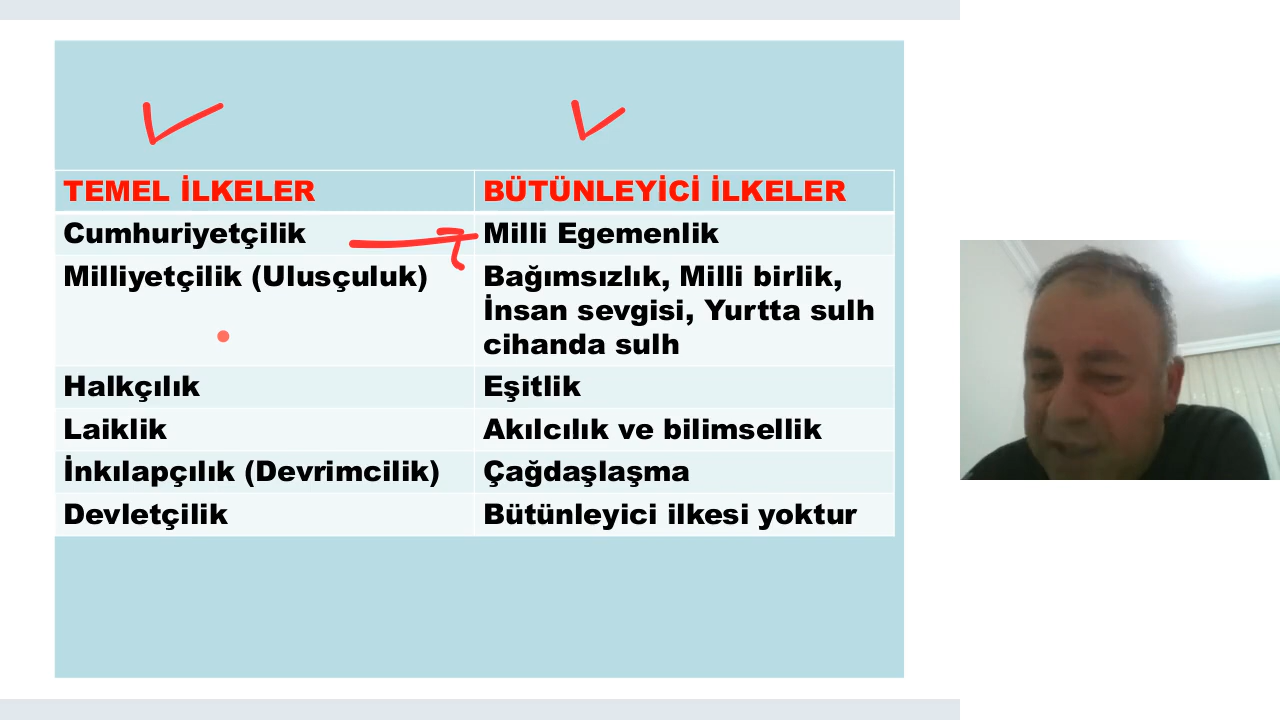 TEMEL İLKELER
BÜTÜNLEYİCİ İLKELER
Cumhuriyetçilik
Milli Egemenlik
Milliyetçilik (Ulusçuluk)
Bağımsızlık, Milli birlik,
İnsan sevgisi, Yurtta sulh
cihanda sulh
Halkçılık
Eşitlik
Laiklik
Akılcılık ve bilimsellik
İnkılapçılık (Devrimcilik)
Çağdaşlaşma
Devletçilik
Bütünleyici ilkesi yoktur